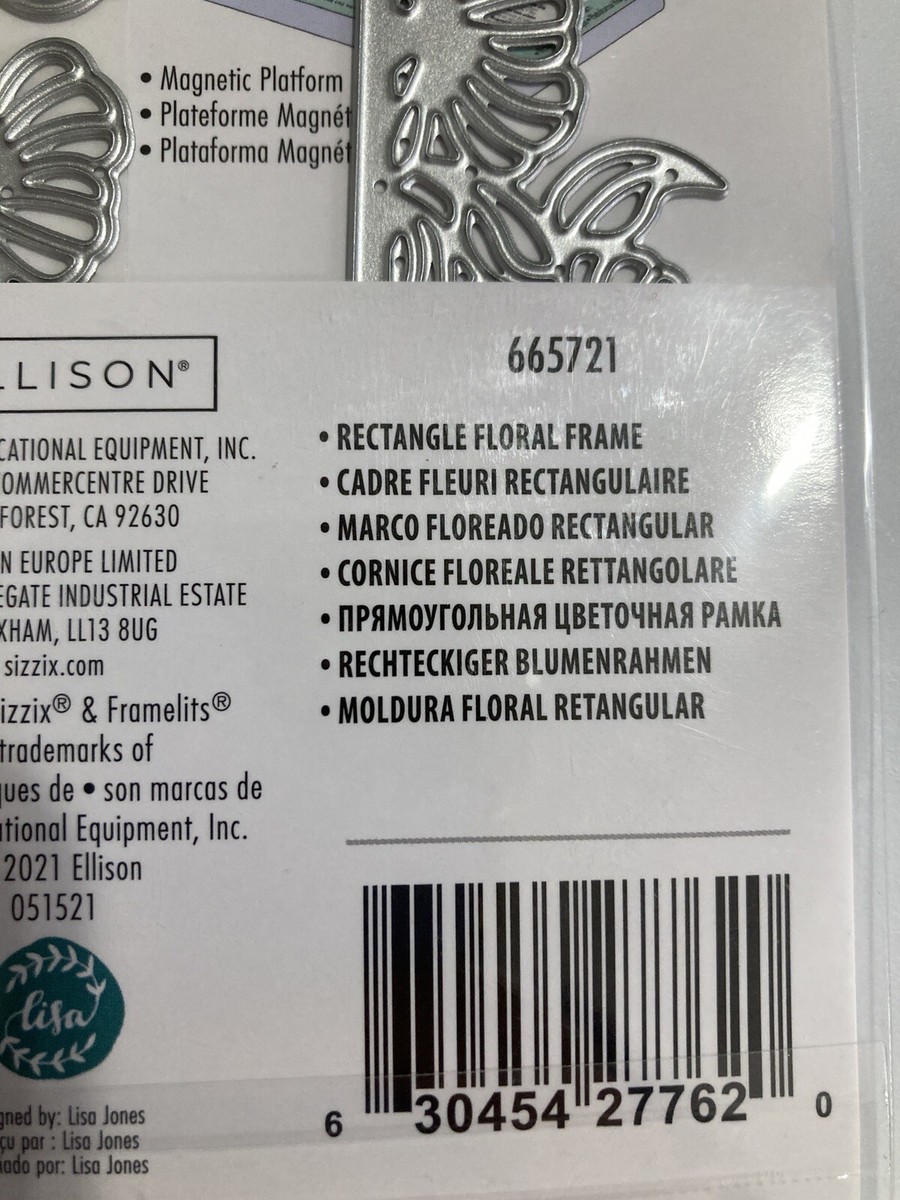 • Magnetic Platform
• Plateforme Magnét
• Plataforma Magnét
LLISON®
CATIONAL EQUIPMENT, INC.
OMMERCENTRE DRIVE
FOREST, CA 92630
N EUROPE LIMITED
EGATE INDUSTRIAL ESTATE
XHAM, LL13 8UG
sizzix.com
izzix® & Framelits®
trademarks of
ques de • son marcas de
ational Equipment, Inc.
2021 Ellison
051521
lisa
gned by: Lisa Jones
çu par : Lisa Jones
ñado por: Lisa Jones
665721
• RECTANGLE FLORAL FRAME
• CADRE FLEURI RECTANGULAIRE
• MARCO FLOREADO RECTANGULAR
• CORNICE FLOREALE RETTANGOLARE
• ПРЯМОУГОЛЬНАЯ ЦВЕТОЧНАЯ РАМКА
• RECHTECKIGER BLUMENRAHMEN
• MOLDURA FLORAL RETANGULAR
6 30454 27762 0